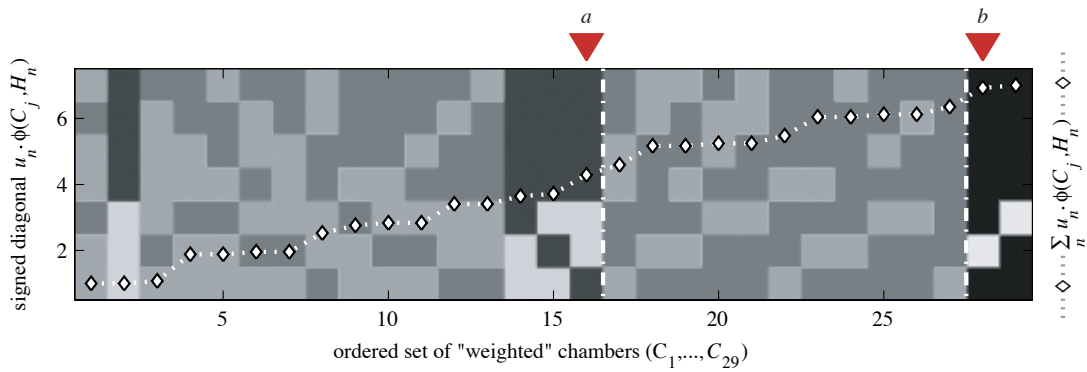 a
b
signed diagonal u_n · ϕ(C_j, H_n)
6
4
2
5
10
15
20
25
ordered set of "weighted" chambers (C_1,..., C_29)
∑_n u_n · ϕ(C_j, H_n)